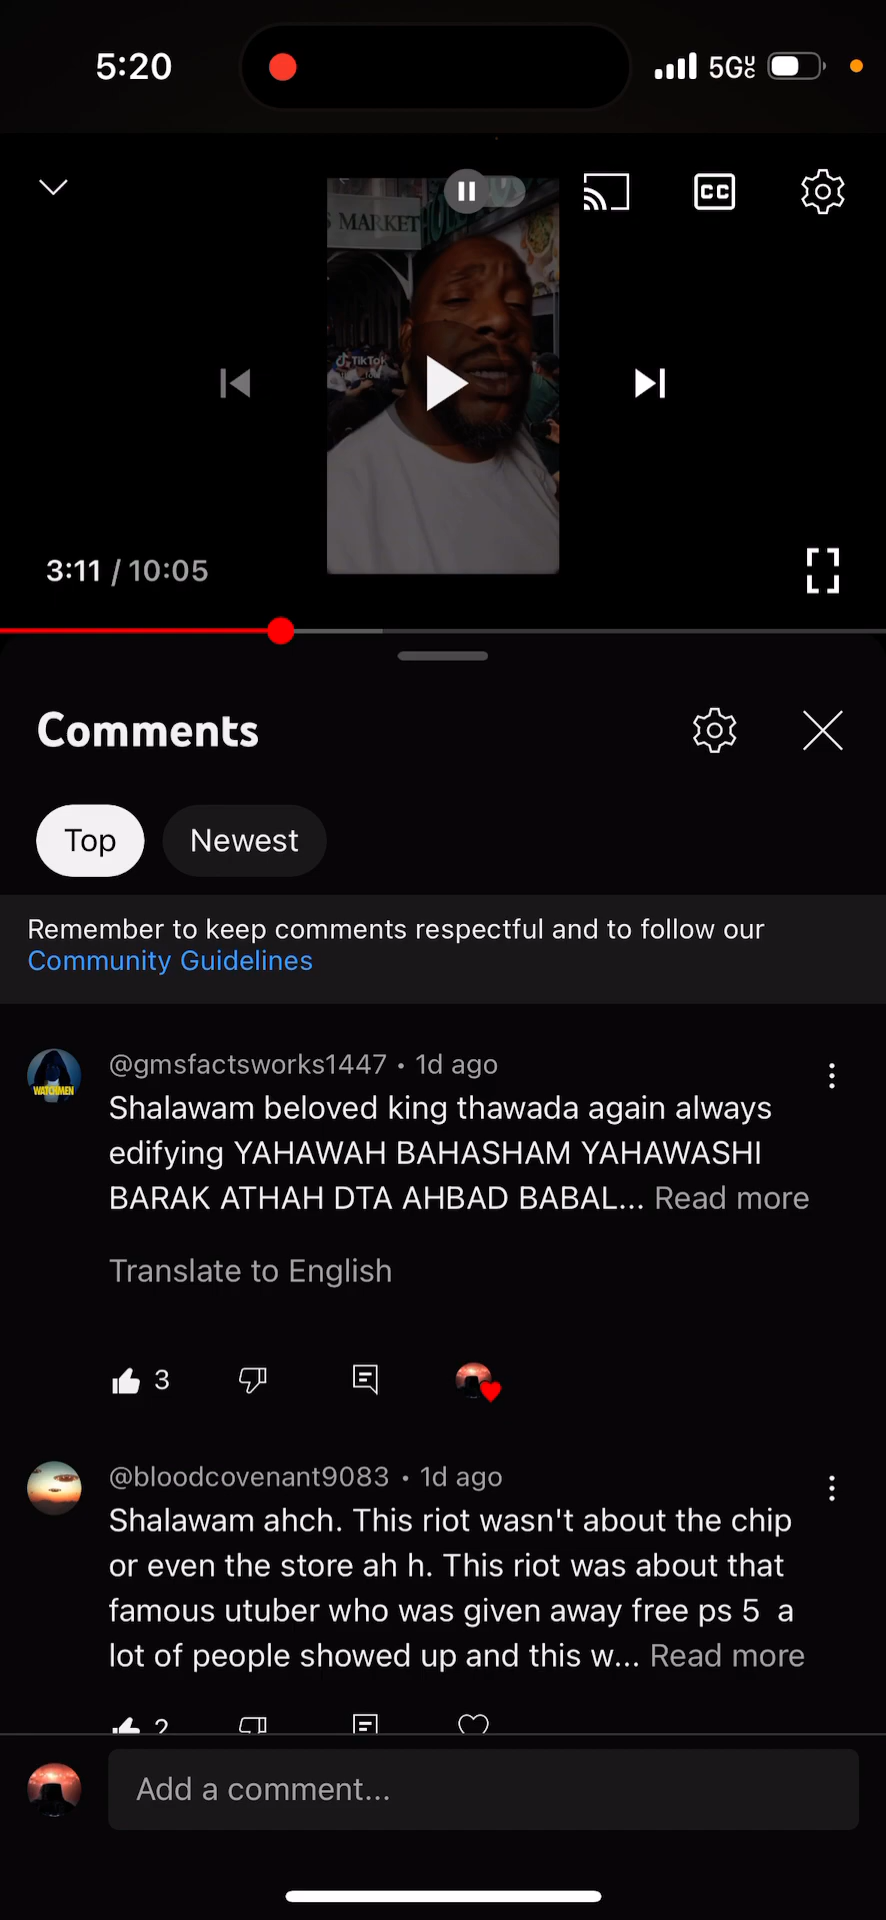 5:20
5G
CC
S MARKET
TikTok
3:11 / 10:05
Comments
Top
Newest
Remember to keep comments respectful and to follow our
Community Guidelines
@gmsfactsworks1447 • 1d ago
WATCHMEN
Shalawam beloved king thawada again always
edifying YAHAWAH BAHASHAM YAHAWASHI
BARAK ATHAH DTA AHBAD BABAL... Read more
Translate to English
3
@bloodcovenant9083 • 1d ago
Shalawam ahch. This riot wasn't about the chip
or even the store ah h. This riot was about that
famous utuber who was given away free ps 5  a
lot of people showed up and this w... Read more
2
Add a comment...